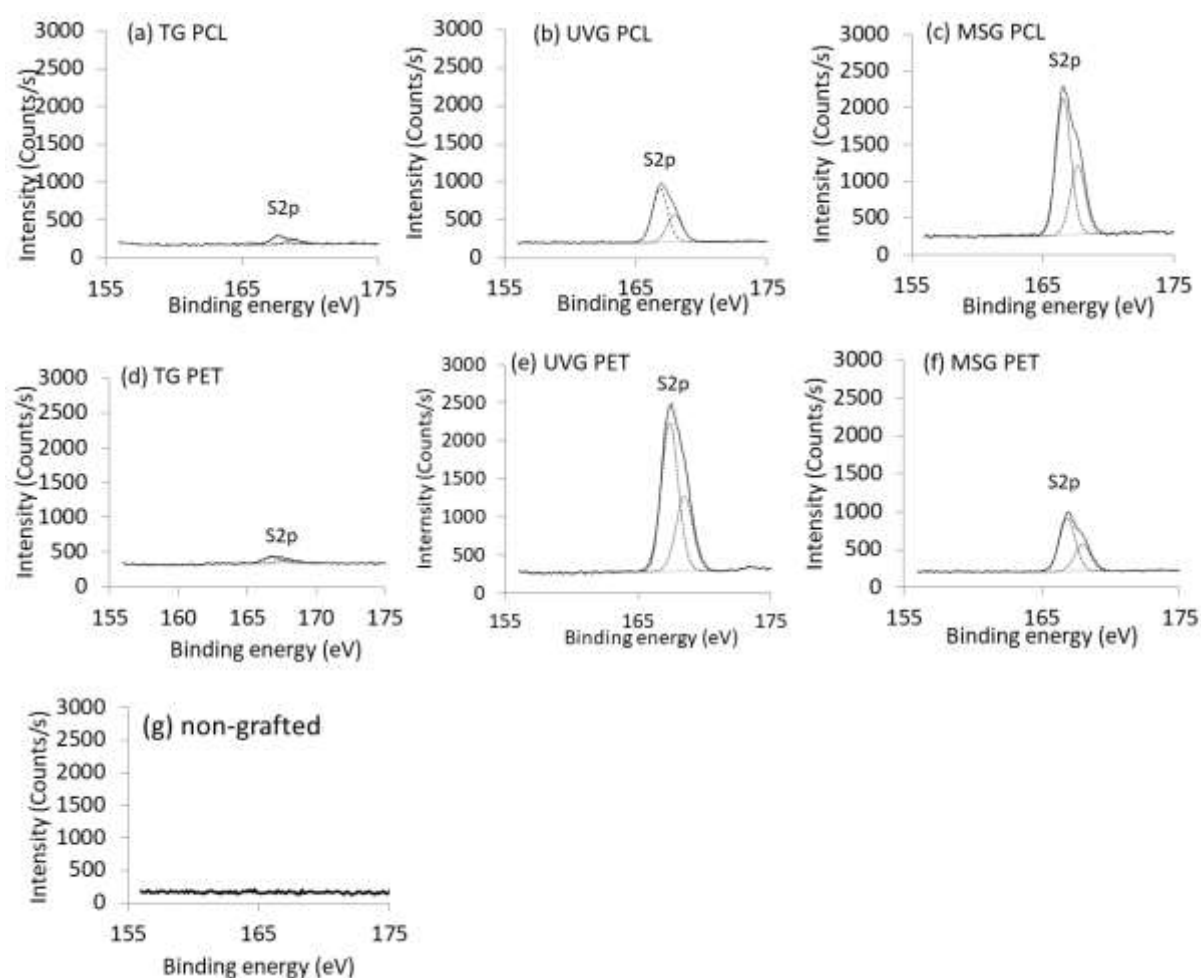 (a) TG PCL
Intensity (Counts/s)
3000
2500
2000
1500
1000
500
0
S2p
155
165
175
Binding energy (eV)
(b) UVG PCL
Intensity (Counts/s)
3000
2500
2000
1500
1000
500
0
S2p
155
165
175
Binding energy (eV)
(c) MSG PCL
Intensity (Counts/s)
3000
2500
2000
1500
1000
500
0
S2p
155
165
175
Binding energy (eV)
(d) TG PET
Intensity (Counts/s)
3000
2500
2000
1500
1000
500
0
S2p
155
160
165
170
175
Binding energy (eV)
(e) UVG PET
Internsity (Counts/s)
3000
2500
2000
1500
1000
500
0
S2p
155
165
175
Binding energy (eV)
(f) MSG PET
Intensity (Counts/s)
3000
2500
2000
1500
1000
500
0
S2p
155
165
175
Binding energy (eV)
(g) non-grafted
Intensity (Counts/s)
3000
2500
2000
1500
1000
500
0
155
165
175
Binding energy (eV)